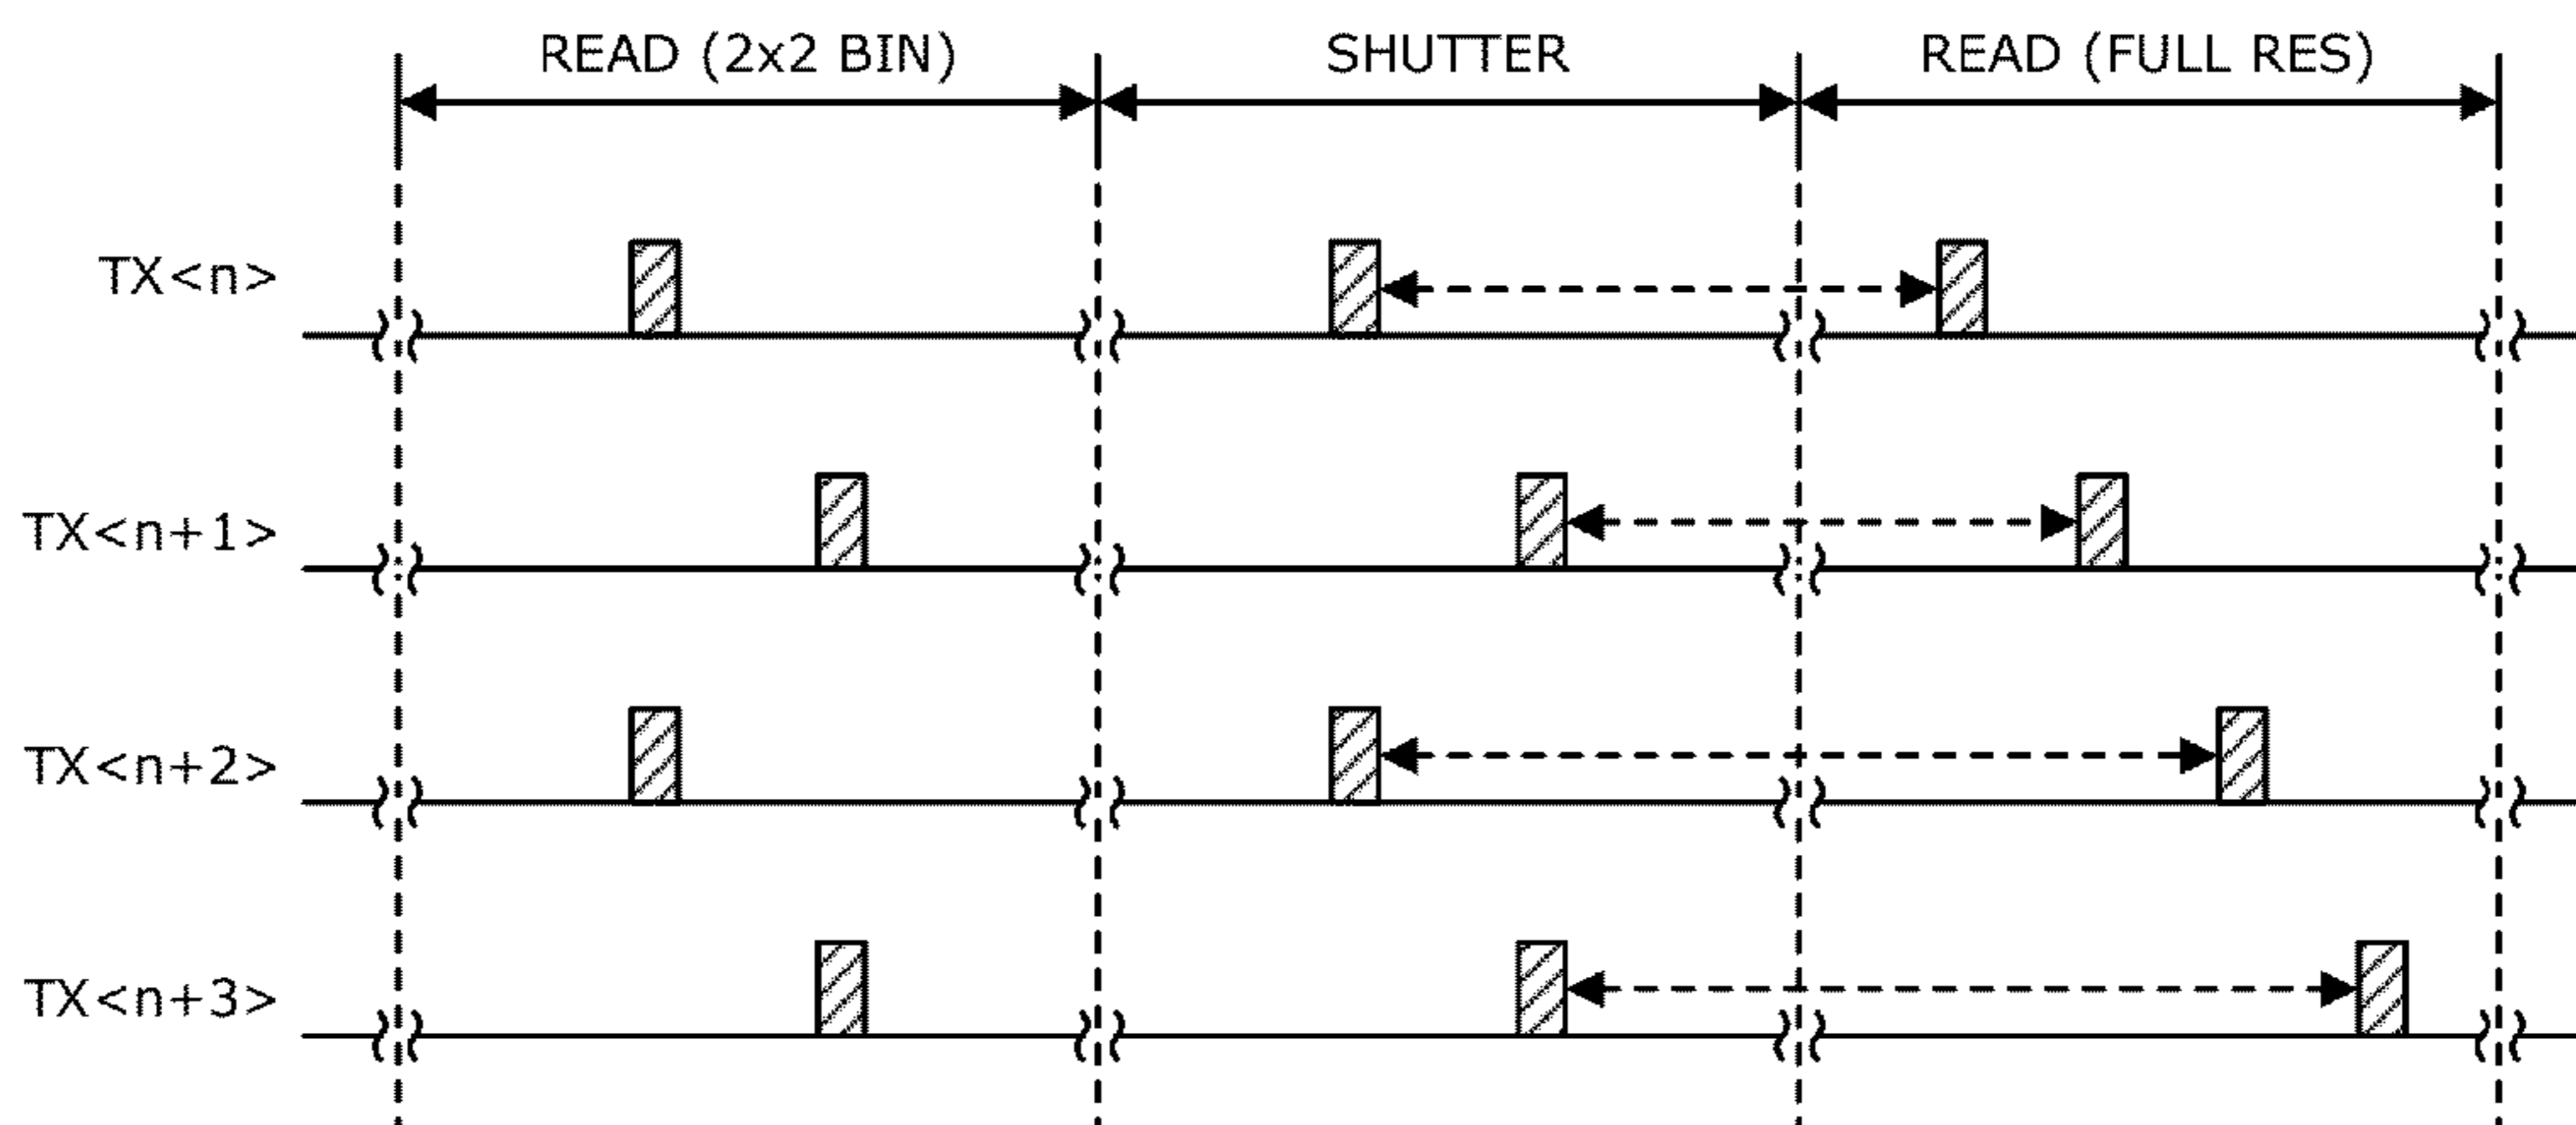 READ (2x2 BIN) SHUTTER READ (FULL RES)
TX<n>
TX<n+1>
TX<n+2>
TX<n+3>